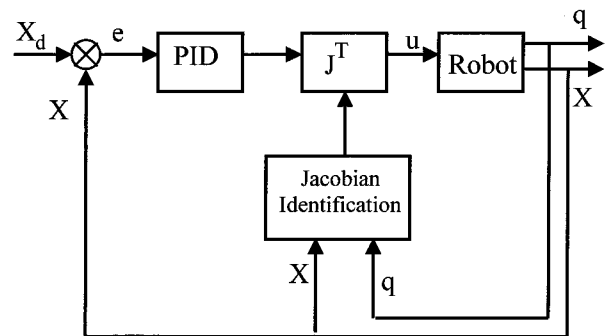 X_d
e
PID
J^T
u
Robot
q
X
X
Jacobian
Identification
X
q